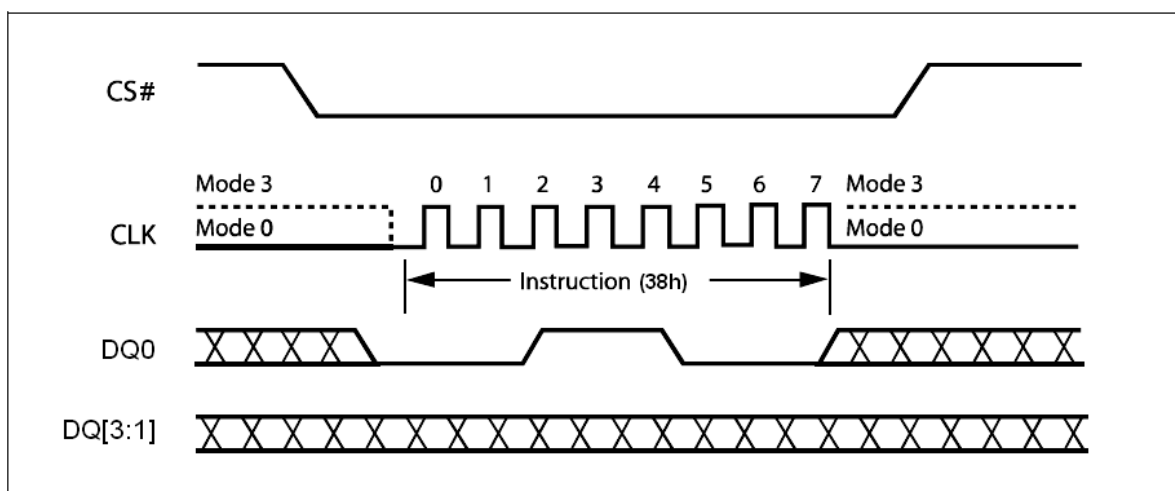 CS#
Mode 3 0 1 2 3 4 5 6 7 Mode 3
CLK Mode 0 Mode 0
Instruction (38h)
DQ0
DQ[3:1]